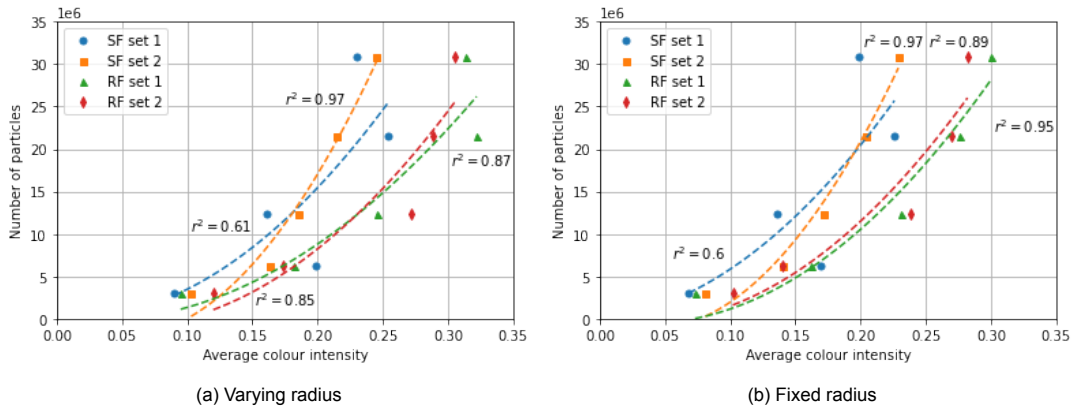 1e6
35
30
25
20
15
10
5
0
Number of particles
SF set 1
SF set 2
RF set 1
RF set 2
r² = 0.97
r² = 0.87
r² = 0.61
r² = 0.85
0.00 0.05 0.10 0.15 0.20 0.25 0.30 0.35
Average colour intensity
(a) Varying radius
1e6
35
30
25
20
15
10
5
0
Number of particles
SF set 1
SF set 2
RF set 1
RF set 2
r² = 0.97 r² = 0.89
r² = 0.95
r² = 0.6
0.00 0.05 0.10 0.15 0.20 0.25 0.30 0.35
Average colour intensity
(b) Fixed radius